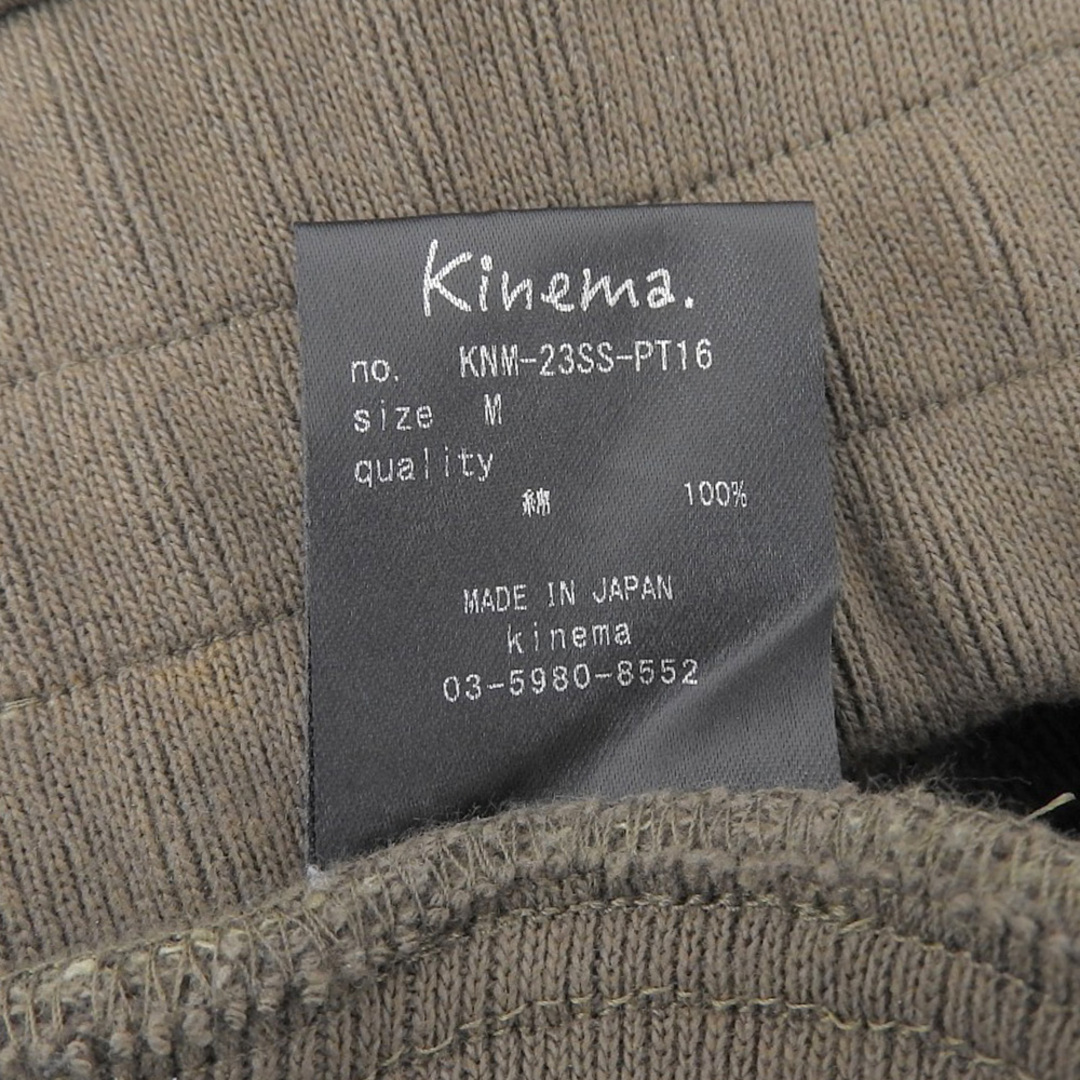 Kinema.
no. KNM-23SS-PT16
size M
quality
綿 100%
MADE IN JAPAN
kinema
03-5980-8552